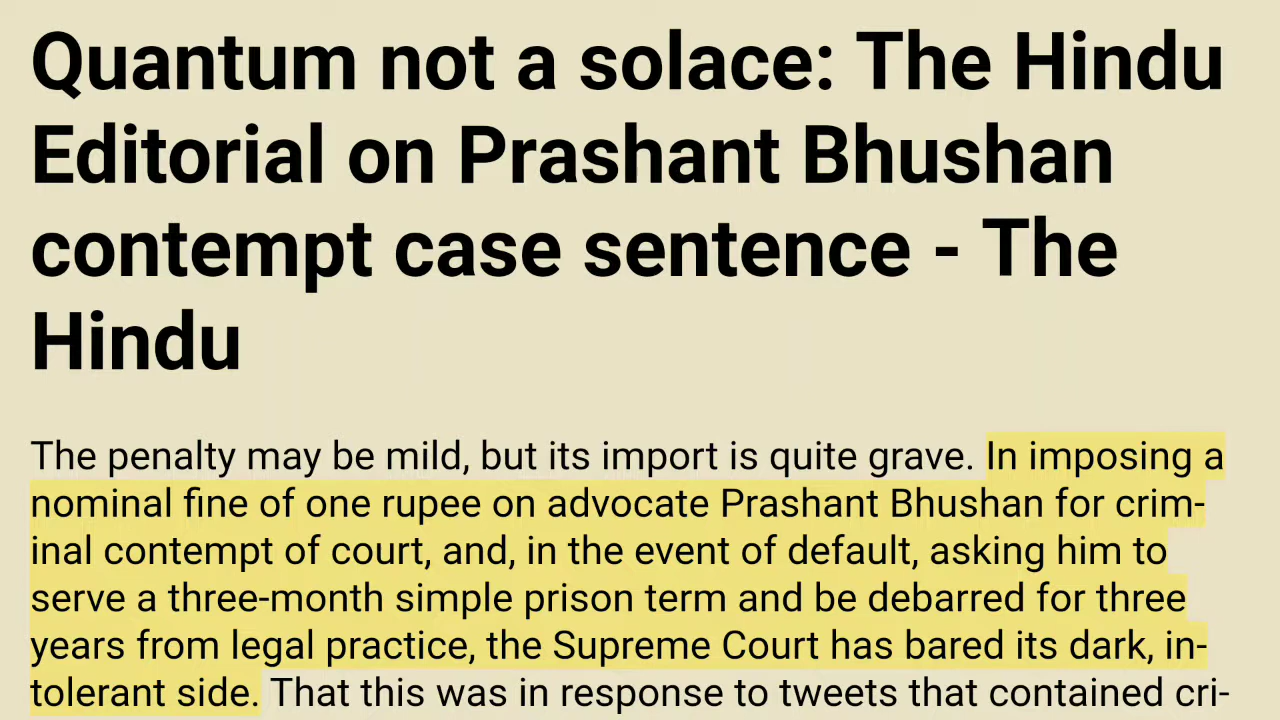 Quantum not a solace: The Hindu
Editorial on Prashant Bhushan
contempt case sentence - The
Hindu
The penalty may be mild, but its import is quite grave. In imposing a
nominal fine of one rupee on advocate Prashant Bhushan for crim-
inal contempt of court, and, in the event of default, asking him to
serve a three-month simple prison term and be debarred for three
years from legal practice, the Supreme Court has bared its dark, in-
tolerant side. That this was in response to tweets that contained cri-